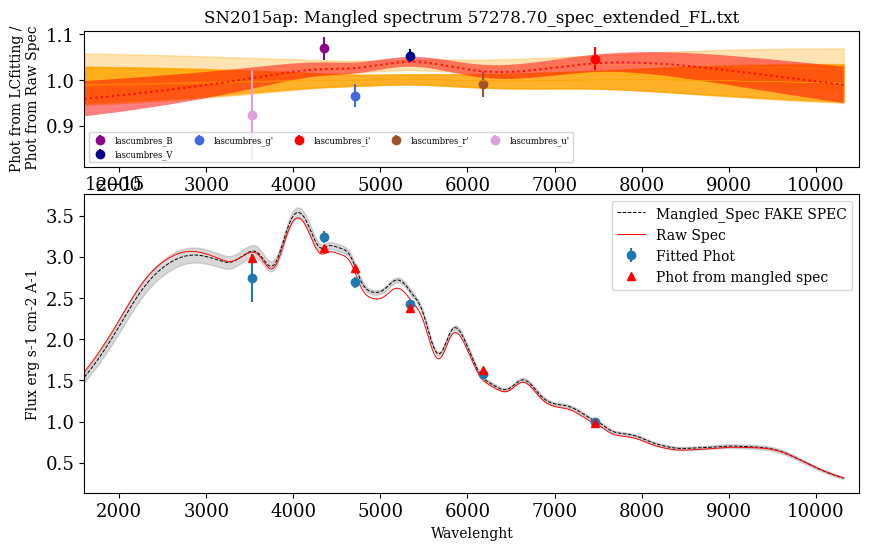 SN2015ap: Mangled spectrum 57278.70_spec_extended_FL.txt
Phot from LCfitting /
Phot from Raw Spec
1.1
1.0
0.9
lascumbres_B
lascumbres_g'
lascumbres_i'
lascumbres_r'
lascumbres_u'
lascumbres_V
2000 3000 4000 5000 6000 7000 8000 9000 10000
1e−15
Flux erg s-1 cm-2 A-1
3.5
3.0
2.5
2.0
1.5
1.0
0.5
Mangled_Spec FAKE SPEC
Raw Spec
Fitted Phot
Phot from mangled spec
2000 3000 4000 5000 6000 7000 8000 9000 10000
Wavelenght